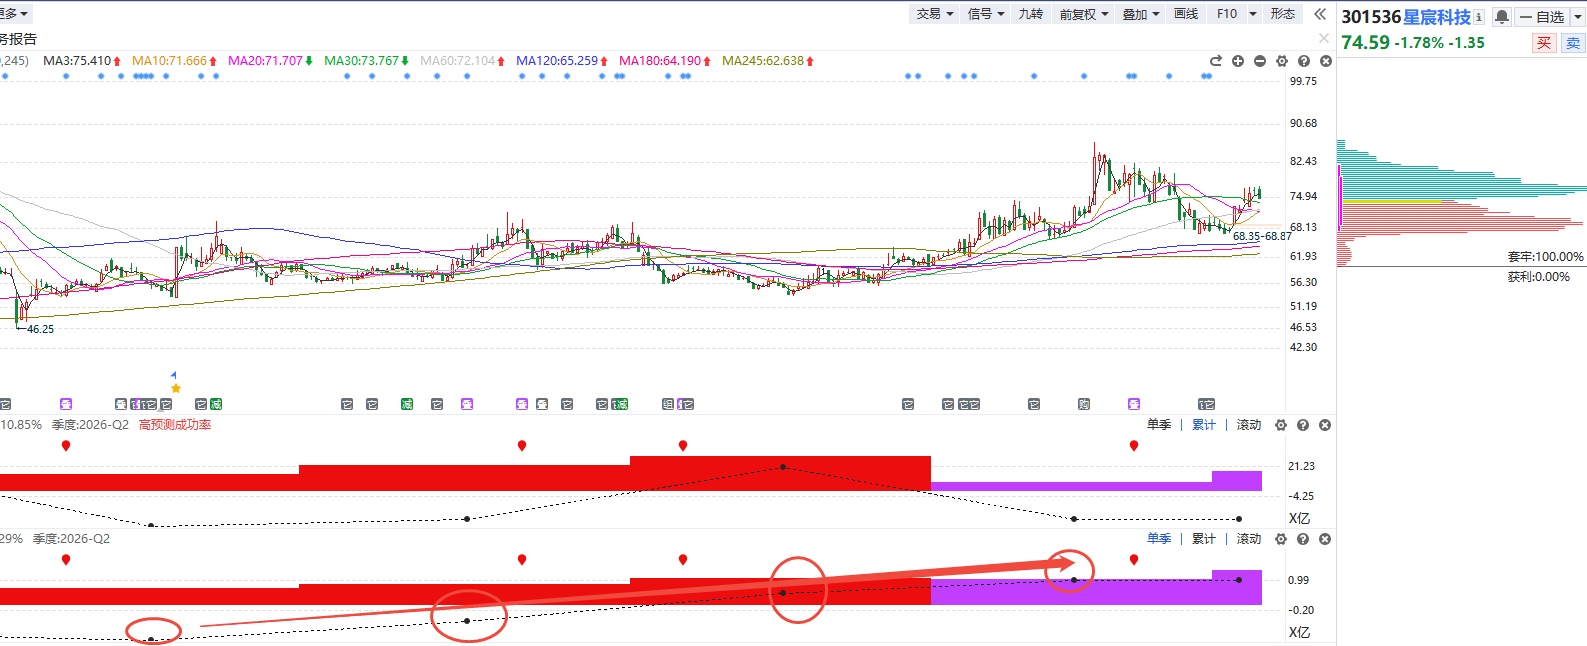 更多 交易 信号 九转 前复权 叠加 画线 F10 形态
301536 星宸科技 自选
务报告
74.59 -1.78% -1.35 买 卖
,245) MA3:75.410 MA10:71.666 MA20:71.707 MA30:73.767 MA60:72.104 MA120:65.259 MA180:64.190 MA245:62.638
99.75
90.68
82.43
74.94
68.13
68.35-68.87
61.93
56.30
51.19
46.53
46.25
42.30
套牢:100.00%
获利:0.00%
减 减 组 购
10.85% 季度:2026-Q2 高预测成功率 单季 | 累计 | 滚动
21.23
-4.25
X亿
29% 季度:2026-Q2 单季 | 累计 | 滚动
0.99
-0.20
X亿